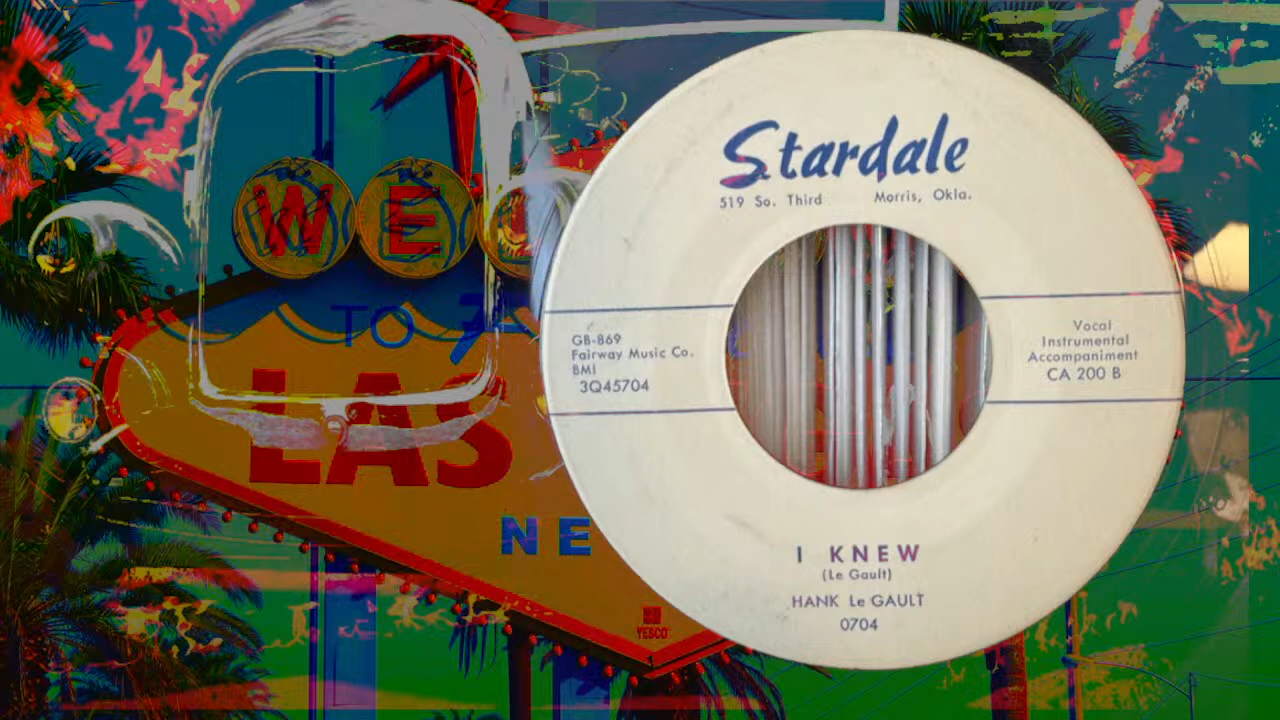 WE
TO
LAS
NE
YESCO
Stardale
519 So. Third Morris, Okla.
GB-869
Fairway Music Co.
BMI
3Q45704
Vocal
Instrumental
Accompaniment
CA 200 B
I KNEW
(Le Gault)
HANK Le GAULT
0704